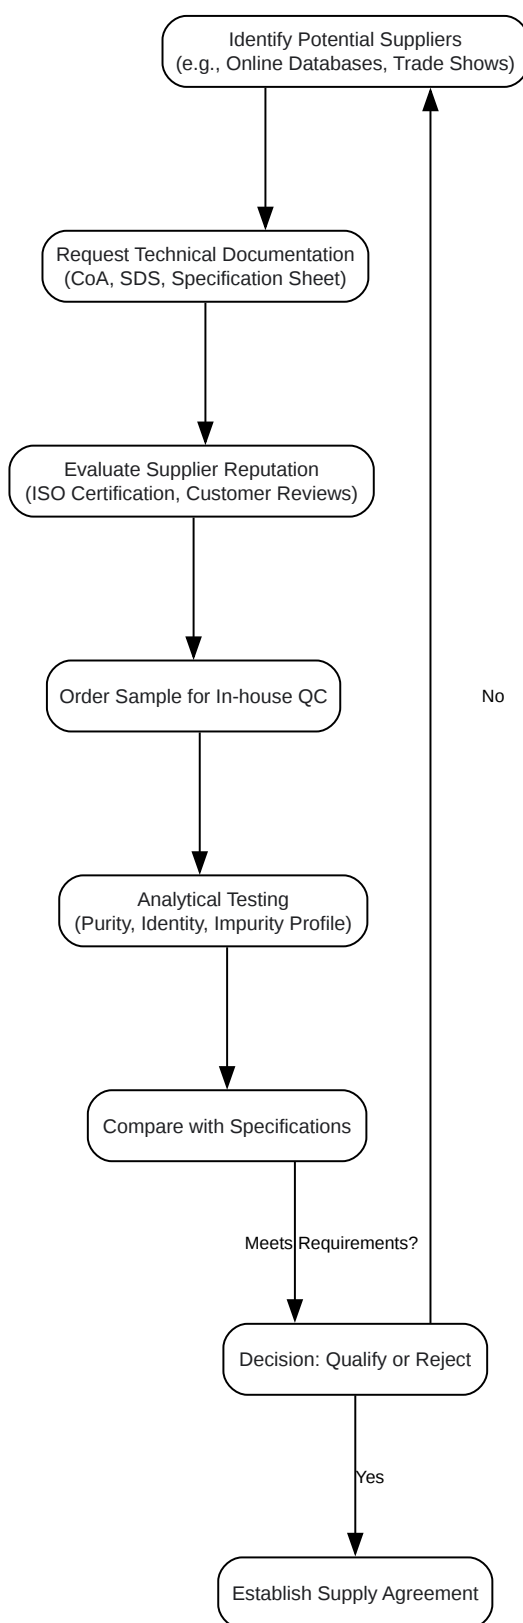 Identify Potential Suppliers
(e.g., Online Databases, Trade Shows)
Request Technical Documentation
(CoA, SDS, Specification Sheet)
Evaluate Supplier Reputation
(ISO Certification, Customer Reviews)
Order Sample for In-house QC
No
Analytical Testing
(Purity, Identity, Impurity Profile)
Compare with Specifications
Meets Requirements?
Decision: Qualify or Reject
Yes
Establish Supply Agreement